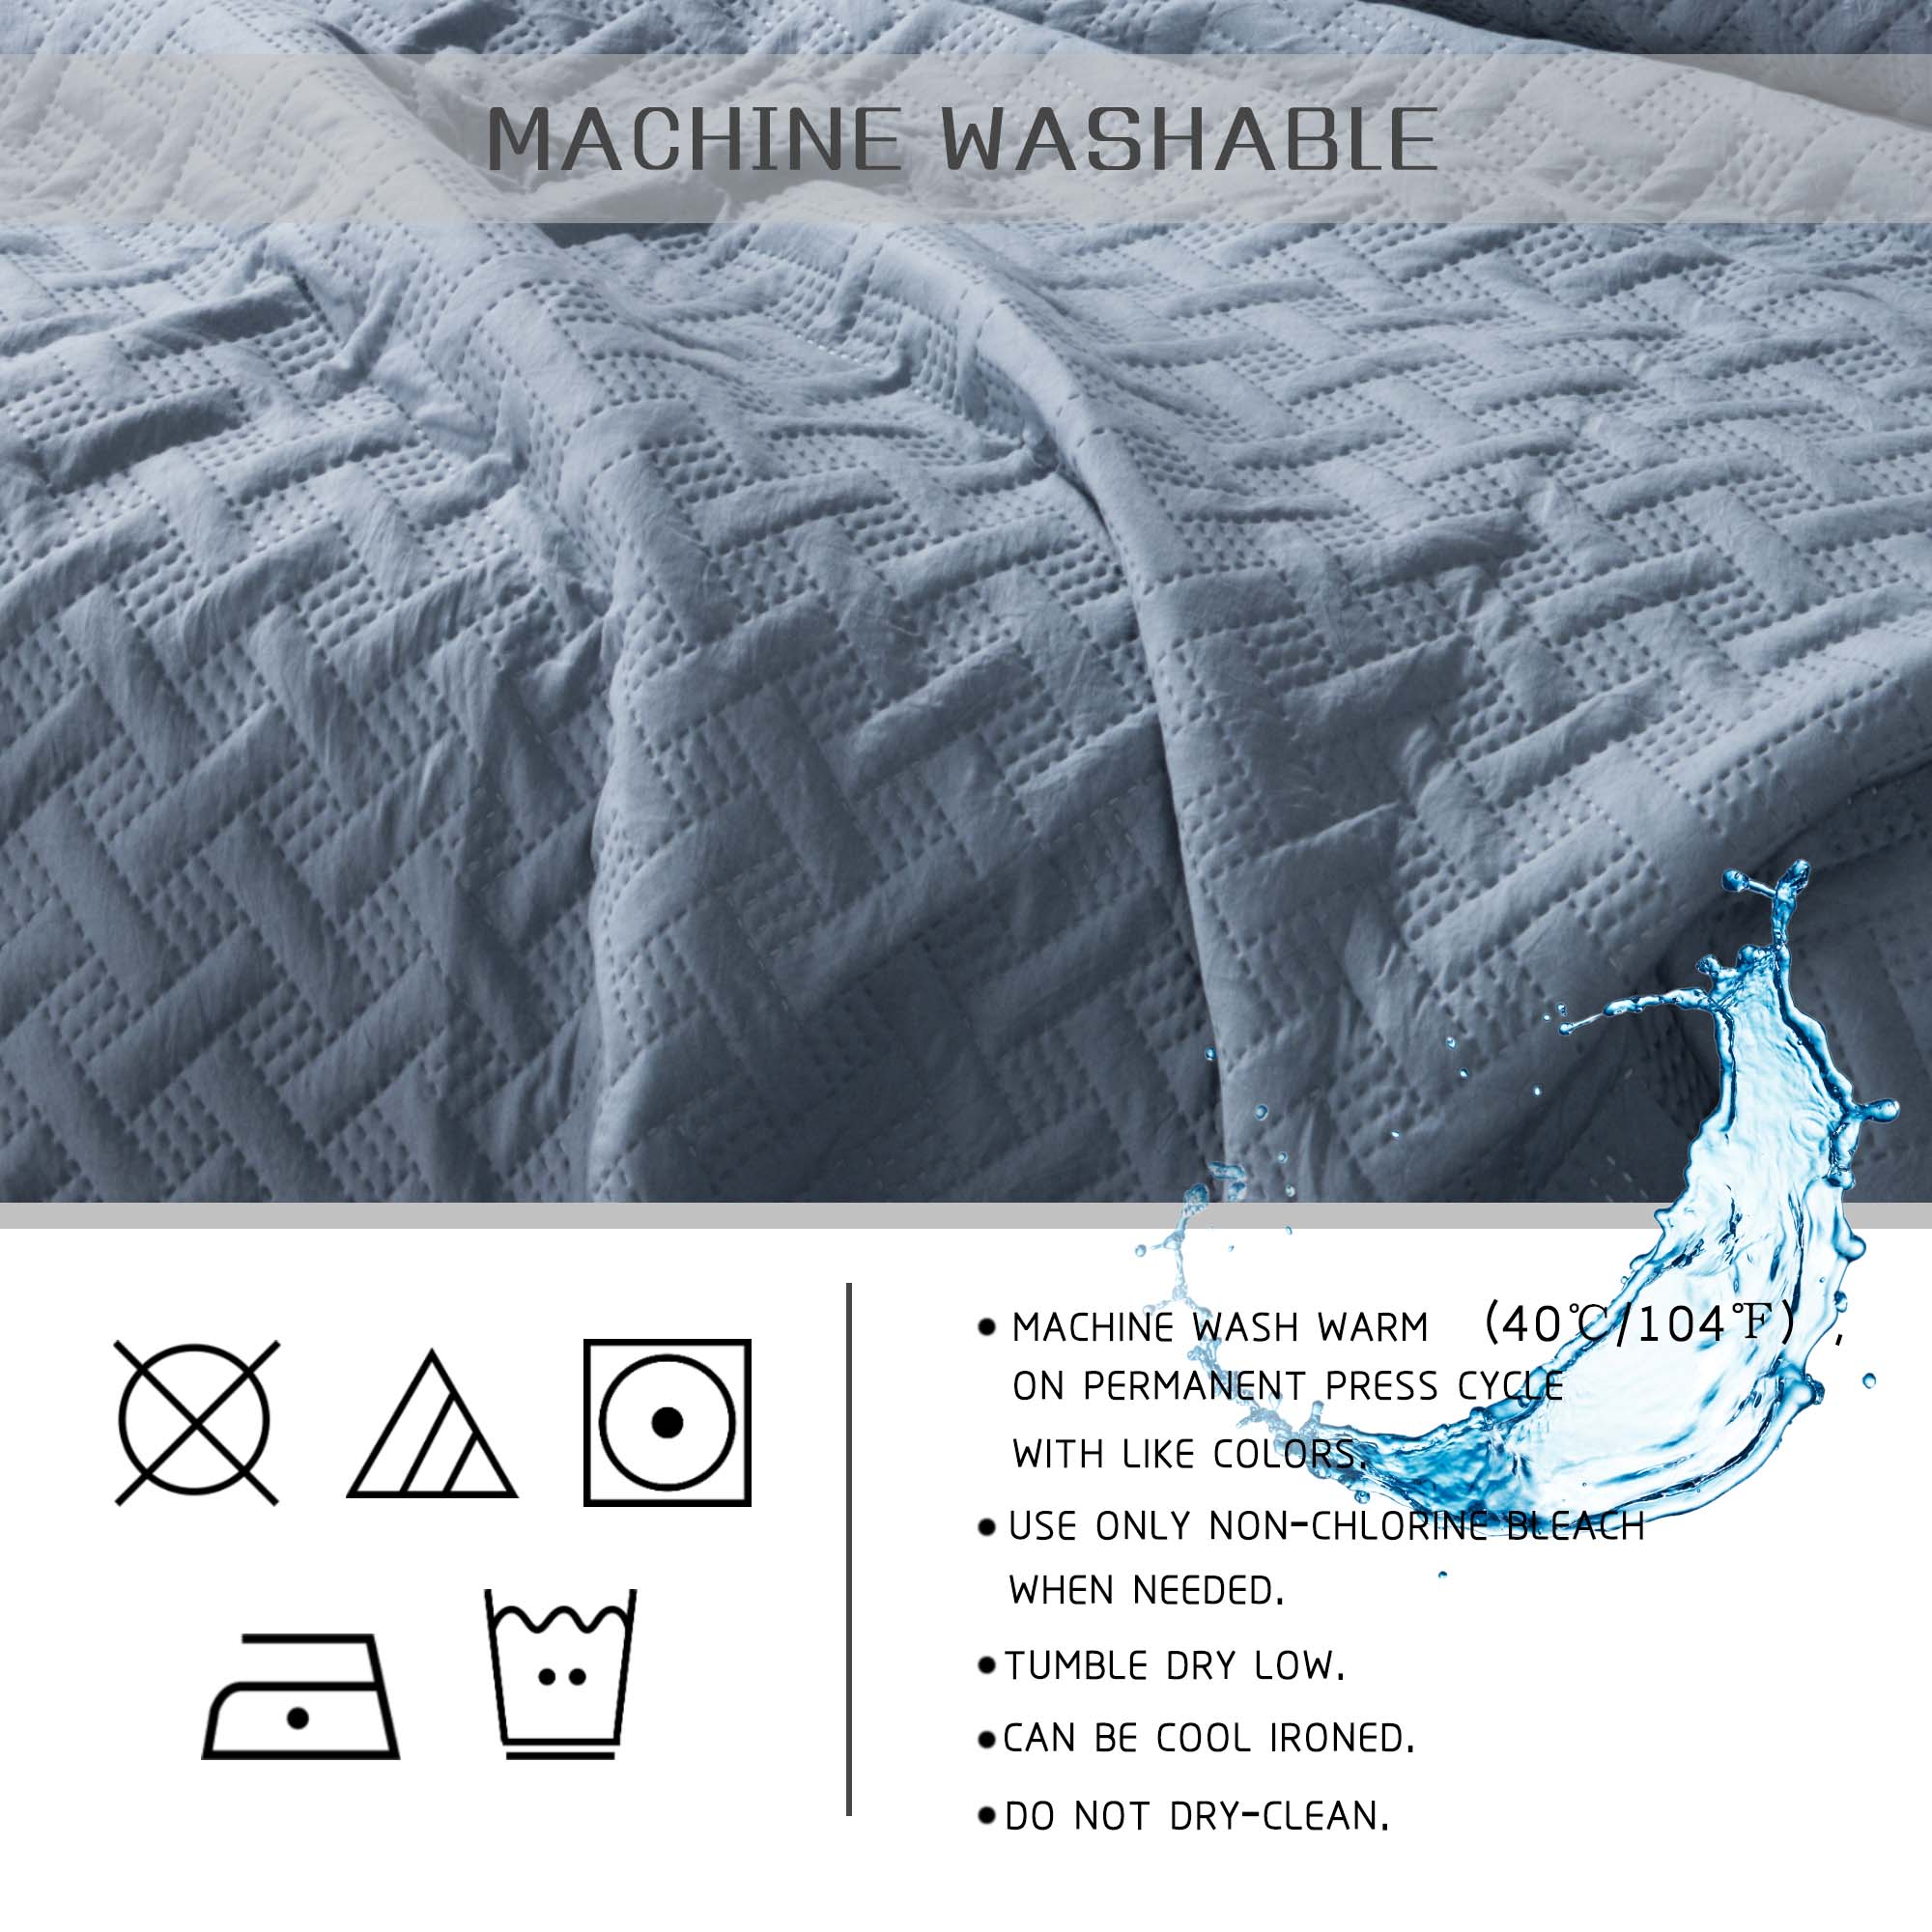 MACHINE WASHABLE
● MACHINE WASH WARM (40℃/104℉) ,
ON PERMANENT PRESS CYCLE
WITH LIKE COLORS.
● USE ONLY NON-CHLORINE BLEACH
WHEN NEEDED.
● TUMBLE DRY LOW.
● CAN BE COOL IRONED.
● DO NOT DRY-CLEAN.